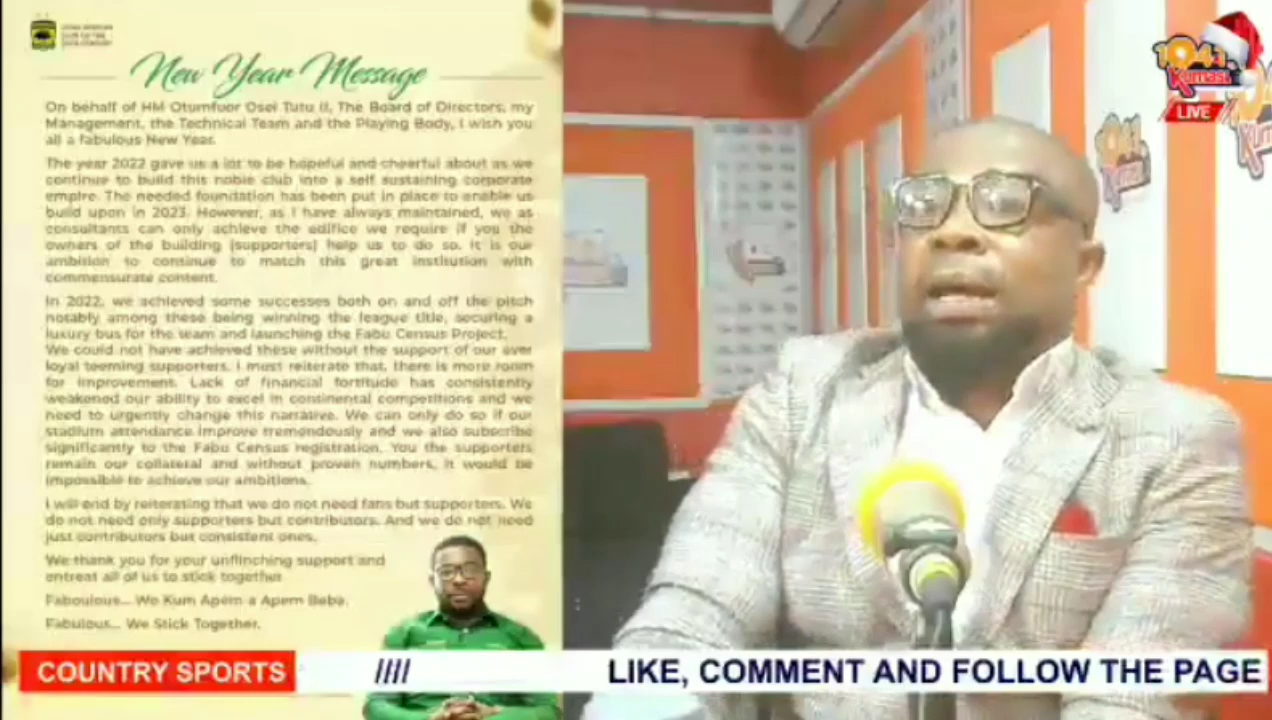 New Year Message
On behalf of HM Otumfuor Osei Tutu II, The Board of Directors, my
Management, the Technical Team and the Playing Body, I wish you
all a fabulous New Year.
The year 2022 gave us a lot to be hopeful and cheerful about as we
continue to build this noble club into a self sustaining corporate
empire. The needed foundation has been put in place to enable us
build upon in 2023. However, as I have always maintained, we as
consultants can only achieve the edifice we require if you the
owners of the building (supporters) help us to do so. It is our
ambition to continue to match this great institution with
commensurate content.
In 2022, we achieved some successes both on and off the pitch
notably among these being winning the league title, securing a
luxury bus for the team and launching the Fabu Census Project.
We could not have achieved these without the support of our ever
loyal teeming supporters. I must reiterate that, there is more room
for improvement. Lack of financial fortitude has consistently
weakened our ability to excel in continental competitions and we
need to urgently change this narrative. We can only do so if our
stadium attendance improve tremendously and we also subscribe
significantly to the Fabu Census registration. You the supporters
remain our collateral and without proven numbers, it would be
impossible to achieve our ambitions.
I will end by reiterating that we do not need fans but supporters. We
do not need only supporters but contributors. And we do not need
just contributors but consistent ones.
We thank you for your unflinching support and
entreat all of us to stick together
Faboulous... We Kum Apem a Apem Beba.
Fabulous... We Stick Together.
104.1
Kumasi
LIVE
COUNTRY SPORTS
LIKE, COMMENT AND FOLLOW THE PAGE